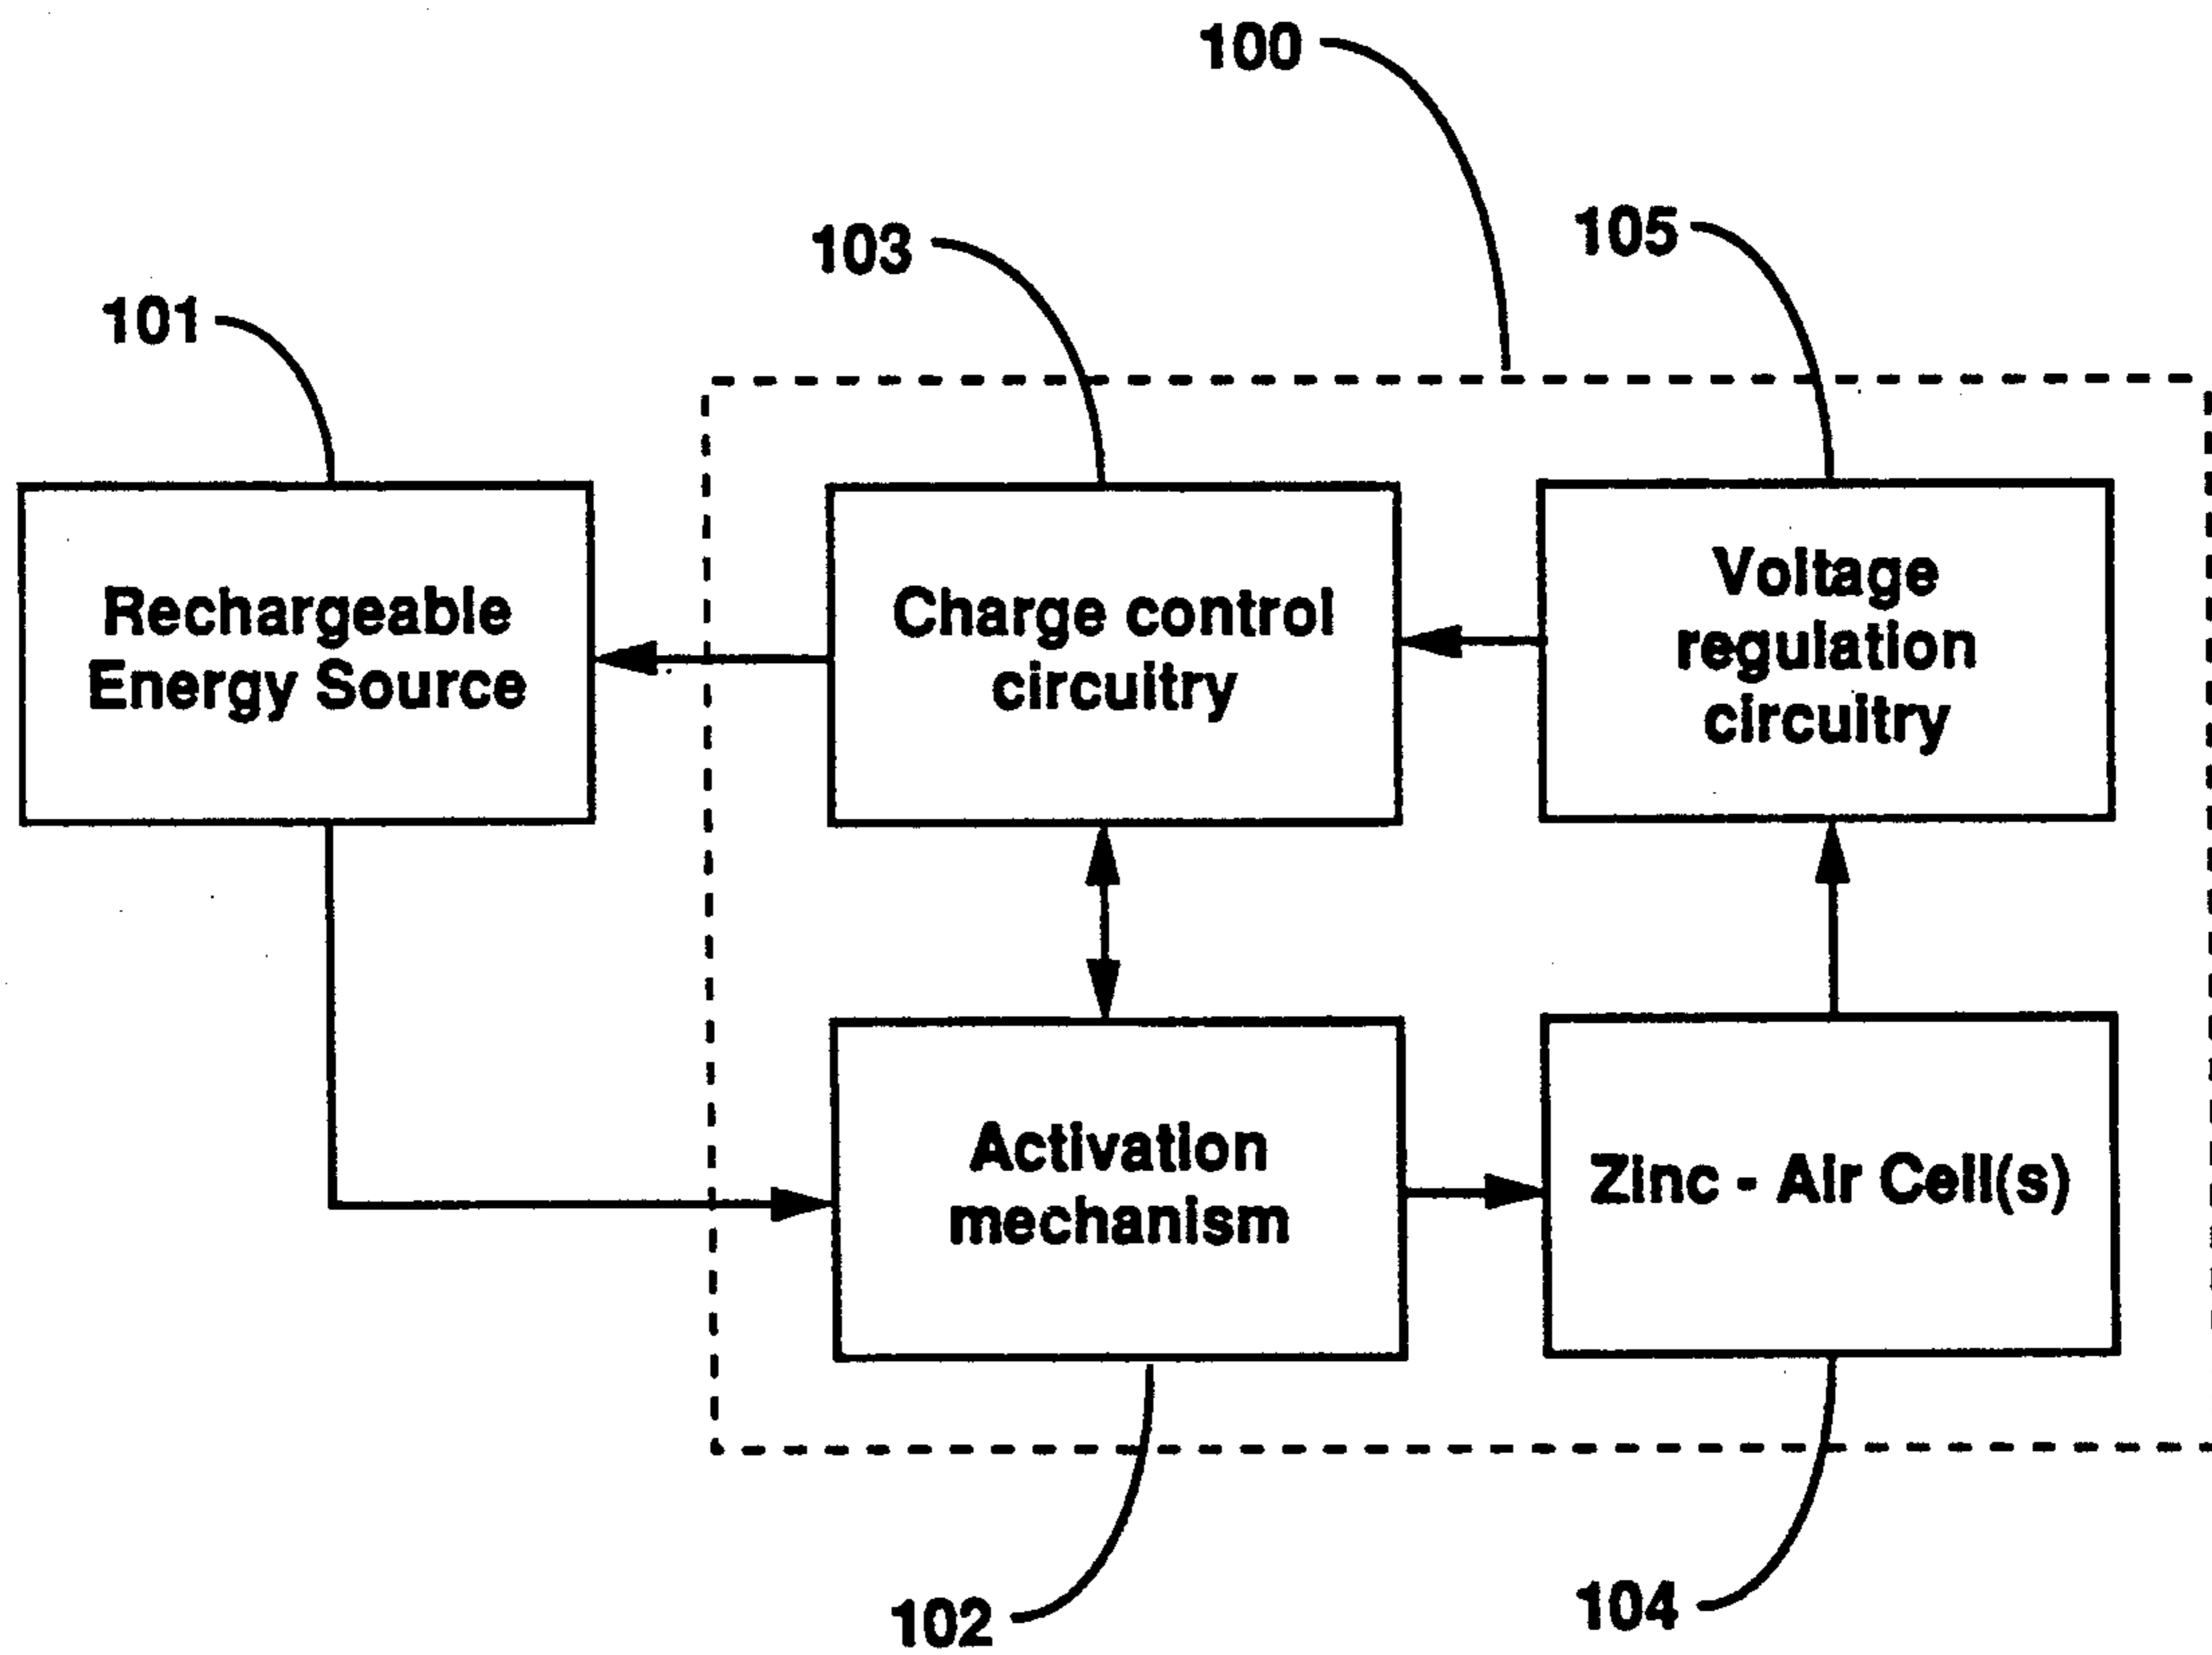 100
103
105
101
Rechargeable
Energy Source
Charge control
circuitry
Voltage
regulation
circuitry
Activation
mechanism
Zinc - Air Cell(s)
102
104